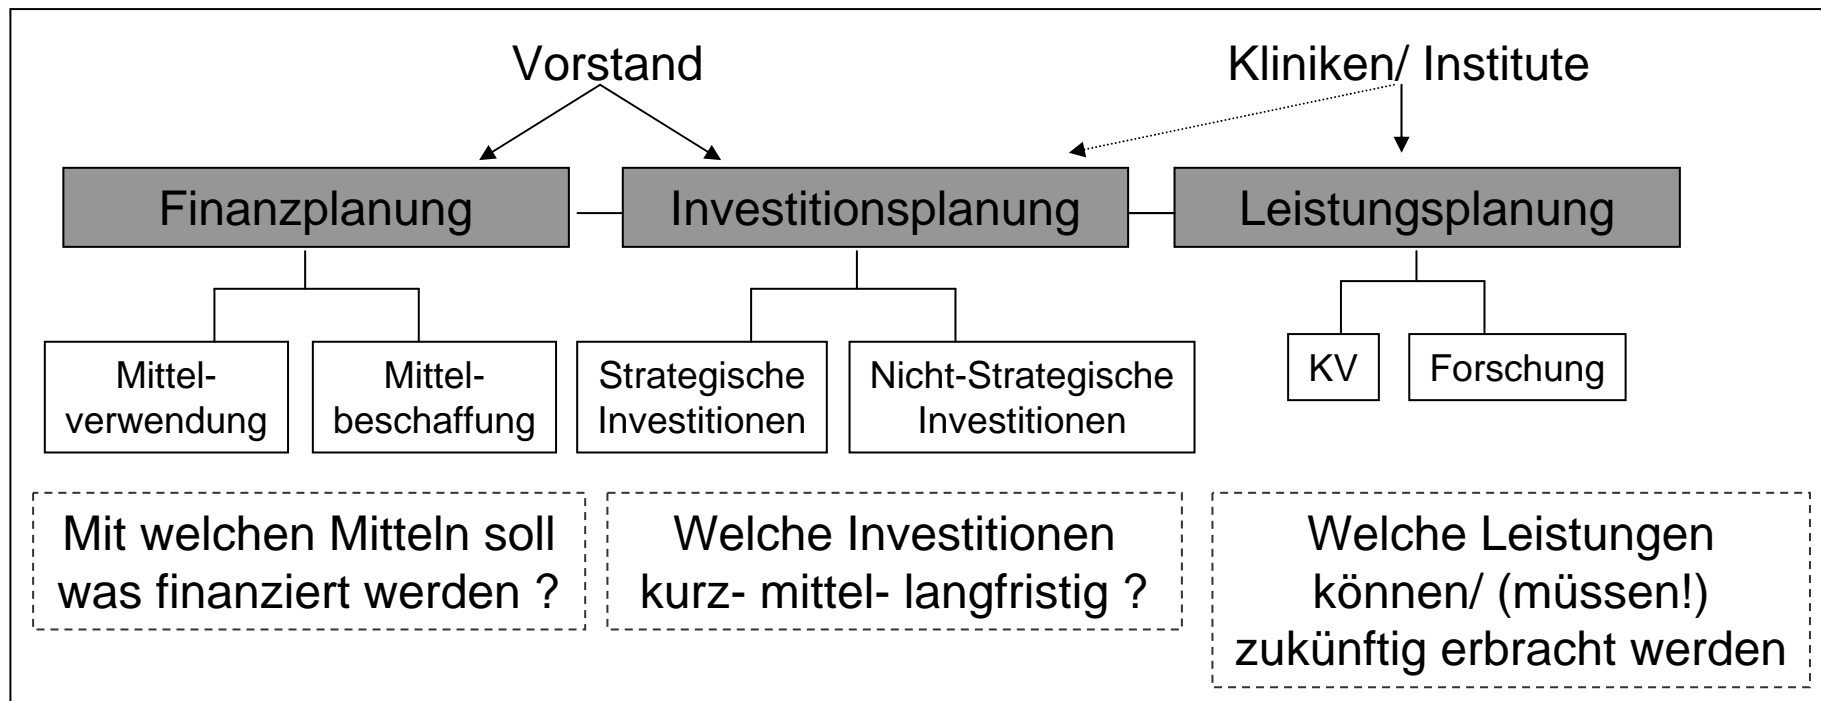 Vorstand
Kliniken/ Institute
Finanzplanung
Investitionsplanung
Leistungsplanung
Mittel-
verwendung
Mittel-
beschaffung
Strategische
Investitionen
Nicht-Strategische
Investitionen
KV
Forschung
Mit welchen Mitteln soll
was finanziert werden ?
Welche Investitionen
kurz- mittel- langfristig ?
Welche Leistungen
können/ (müssen!)
zukünftig erbracht werden